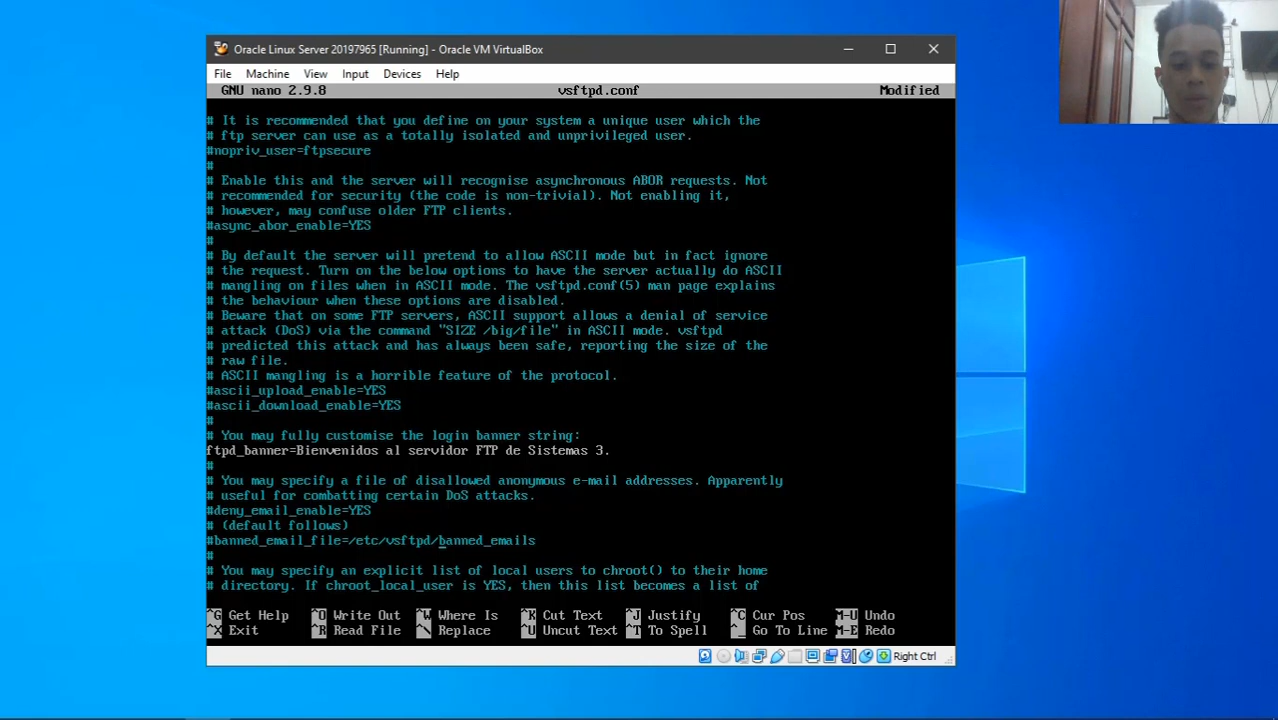 Oracle Linux Server 20197965 [Running] - Oracle VM VirtualBox
File Machine View Input Devices Help
GNU nano 2.9.8 vsftpd.conf Modified
# It is recommended that you define on your system a unique user which the
# ftp server can use as a totally isolated and unprivileged user.
#nopriv_user=ftpsecure
#
# Enable this and the server will recognise asynchronous ABOR requests. Not
# recommended for security (the code is non-trivial). Not enabling it,
# however, may confuse older FTP clients.
#async_abor_enable=YES
#
# By default the server will pretend to allow ASCII mode but in fact ignore
# the request. Turn on the below options to have the server actually do ASCII
# mangling on files when in ASCII mode. The vsftpd.conf(5) man page explains
# the behaviour when these options are disabled.
# Beware that on some FTP servers, ASCII support allows a denial of service
# attack (DoS) via the command "SIZE /big/file" in ASCII mode. vsftpd
# predicted this attack and has always been safe, reporting the size of the
# raw file.
# ASCII mangling is a horrible feature of the protocol.
#ascii_upload_enable=YES
#ascii_download_enable=YES
#
# You may fully customise the login banner string:
ftpd_banner=Bienvenidos al servidor FTP de Sistemas 3.
#
# You may specify a file of disallowed anonymous e-mail addresses. Apparently
# useful for combatting certain DoS attacks.
#deny_email_enable=YES
# (default follows)
#banned_email_file=/etc/vsftpd/banned_emails
#
# You may specify an explicit list of local users to chroot() to their home
# directory. If chroot_local_user is YES, then this list becomes a list of
^G Get Help ^O Write Out ^W Where Is ^K Cut Text ^J Justify ^C Cur Pos M-U Undo
^X Exit ^R Read File ^\ Replace ^U Uncut Text ^T To Spell ^_ Go To Line M-E Redo
Right Ctrl